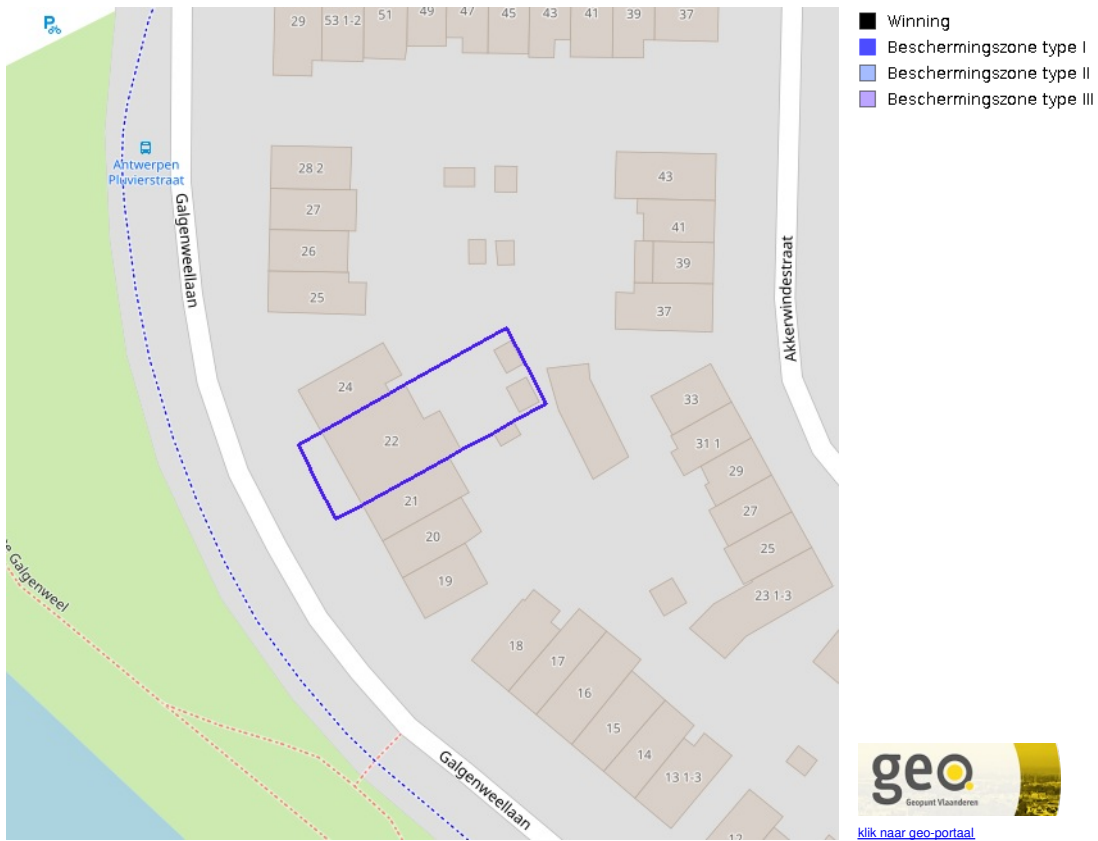 29
53 1-2
51
49
47
45
43
41
39
37
Winning
Beschermingszone type I
Beschermingszone type II
Beschermingszone type III
Antwerpen
Pluvierstraat
28 2
27
26
25
43
41
39
37
Galgenweellaan
Akkerwindestraat
24
22
21
20
19
33
31 1
29
27
25
23 1-3
e Galgenweel
18
17
16
15
14
13 1-3
12
Galgenweellaan
geo.
Geopunt Vlaanderen
klik naar geo-portaal